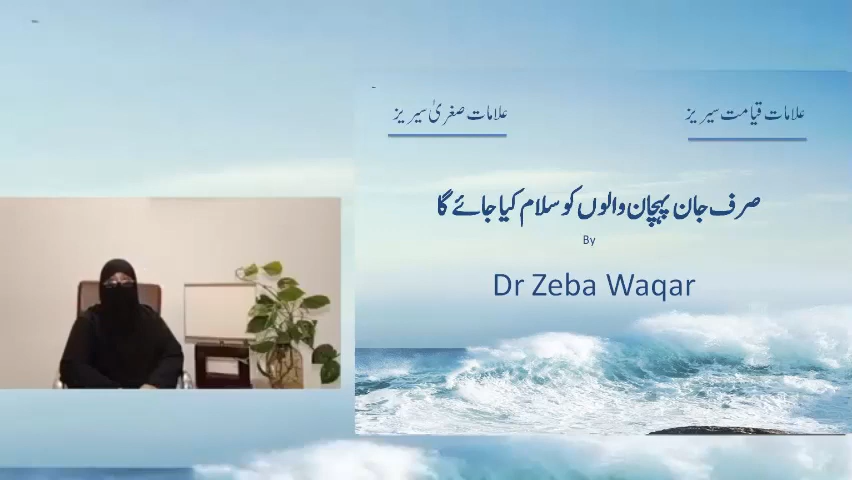 علامات قیامت سیریز
علامات صغریٰ سیریز
صرف جان پہچان والوں کو سلام کیا جائے گا
By
Dr Zeba Waqar